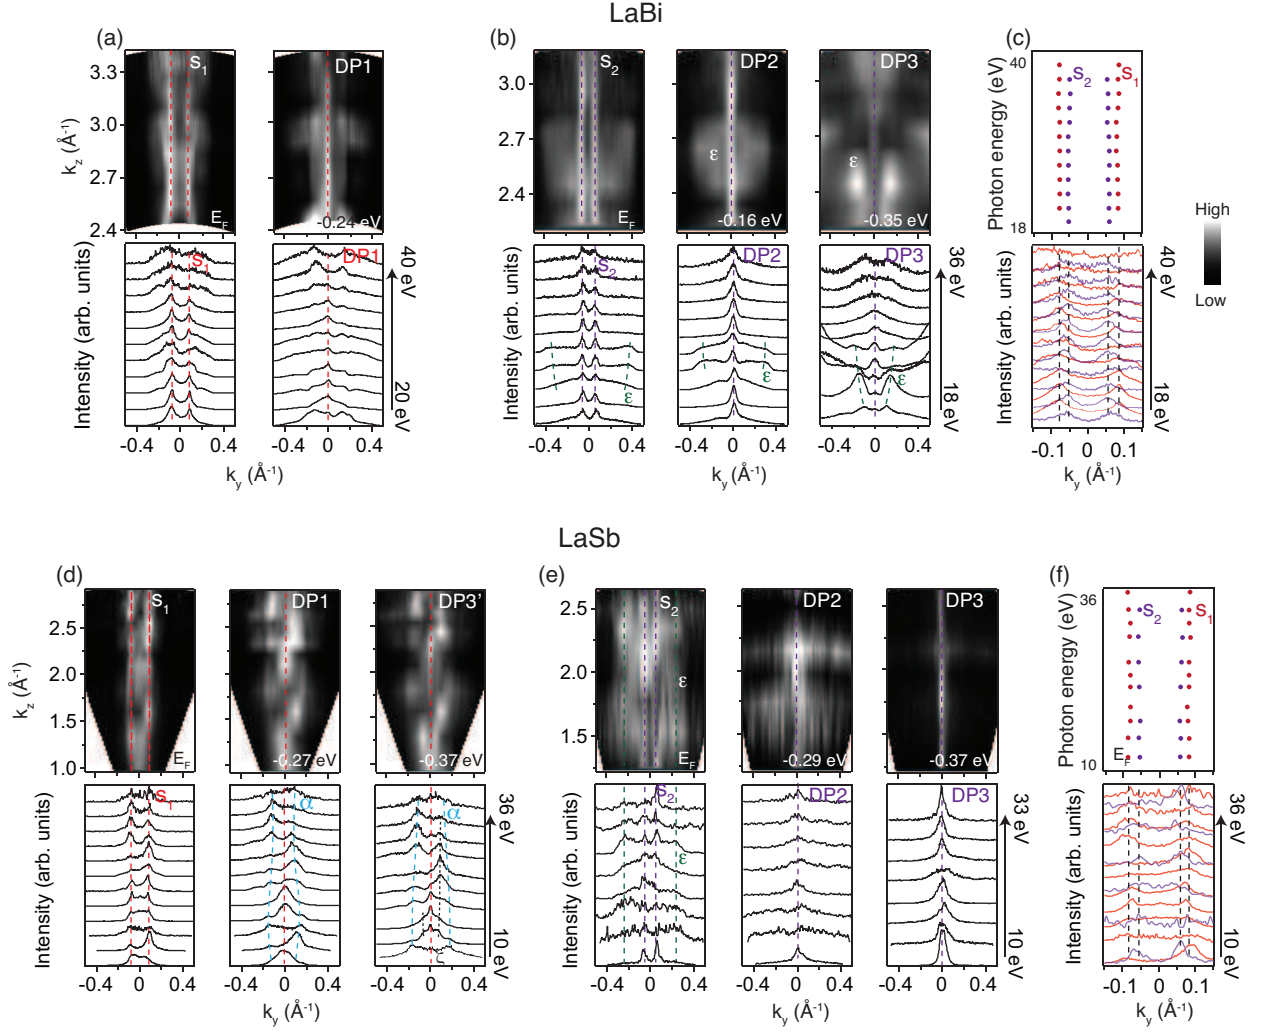 LaBi
(a)
S1
DP1
3.3
3.0
2.7
2.4
kz (Å-1)
EF
-0.24 eV
Intensity (arb. units)
S1
DP1
40 eV
20 eV
-0.4 0 0.4
-0.4 0 0.4
ky (Å-1)
(b)
S2
DP2
DP3
3.0
2.7
2.4
ε
ε
EF
-0.16 eV
-0.35 eV
Intensity (arb. units)
S2
DP2
DP3
ε
ε
ε
36 eV
18 eV
-0.4 0 0.4
-0.4 0 0.4
-0.4 0 0.4
ky (Å-1)
(c)
40
18
Photon energy (eV)
S2
S1
Intensity (arb. units)
40 eV
18 eV
-0.1 0 0.1
ky (Å-1)
High
Low
LaSb
(d)
S1
DP1
DP3'
2.5
2.0
1.5
1.0
kz (Å-1)
EF
-0.27 eV
-0.37 eV
Intensity (arb. units)
S1
α
α
ζ
36 eV
10 eV
-0.4 0 0.4
-0.4 0 0.4
-0.4 0 0.4
ky (Å-1)
(e)
S2
DP2
DP3
2.5
2.0
1.5
ε
EF
-0.29 eV
-0.37 eV
Intensity (arb. units)
S2
DP2
DP3
ε
33 eV
10 eV
-0.4 0 0.4
-0.4 0 0.4
-0.4 0 0.4
ky (Å-1)
(f)
36
10
Photon energy (eV)
S2
S1
EF
Intensity (arb. units)
36 eV
10 eV
-0.1 0 0.1
ky (Å-1)